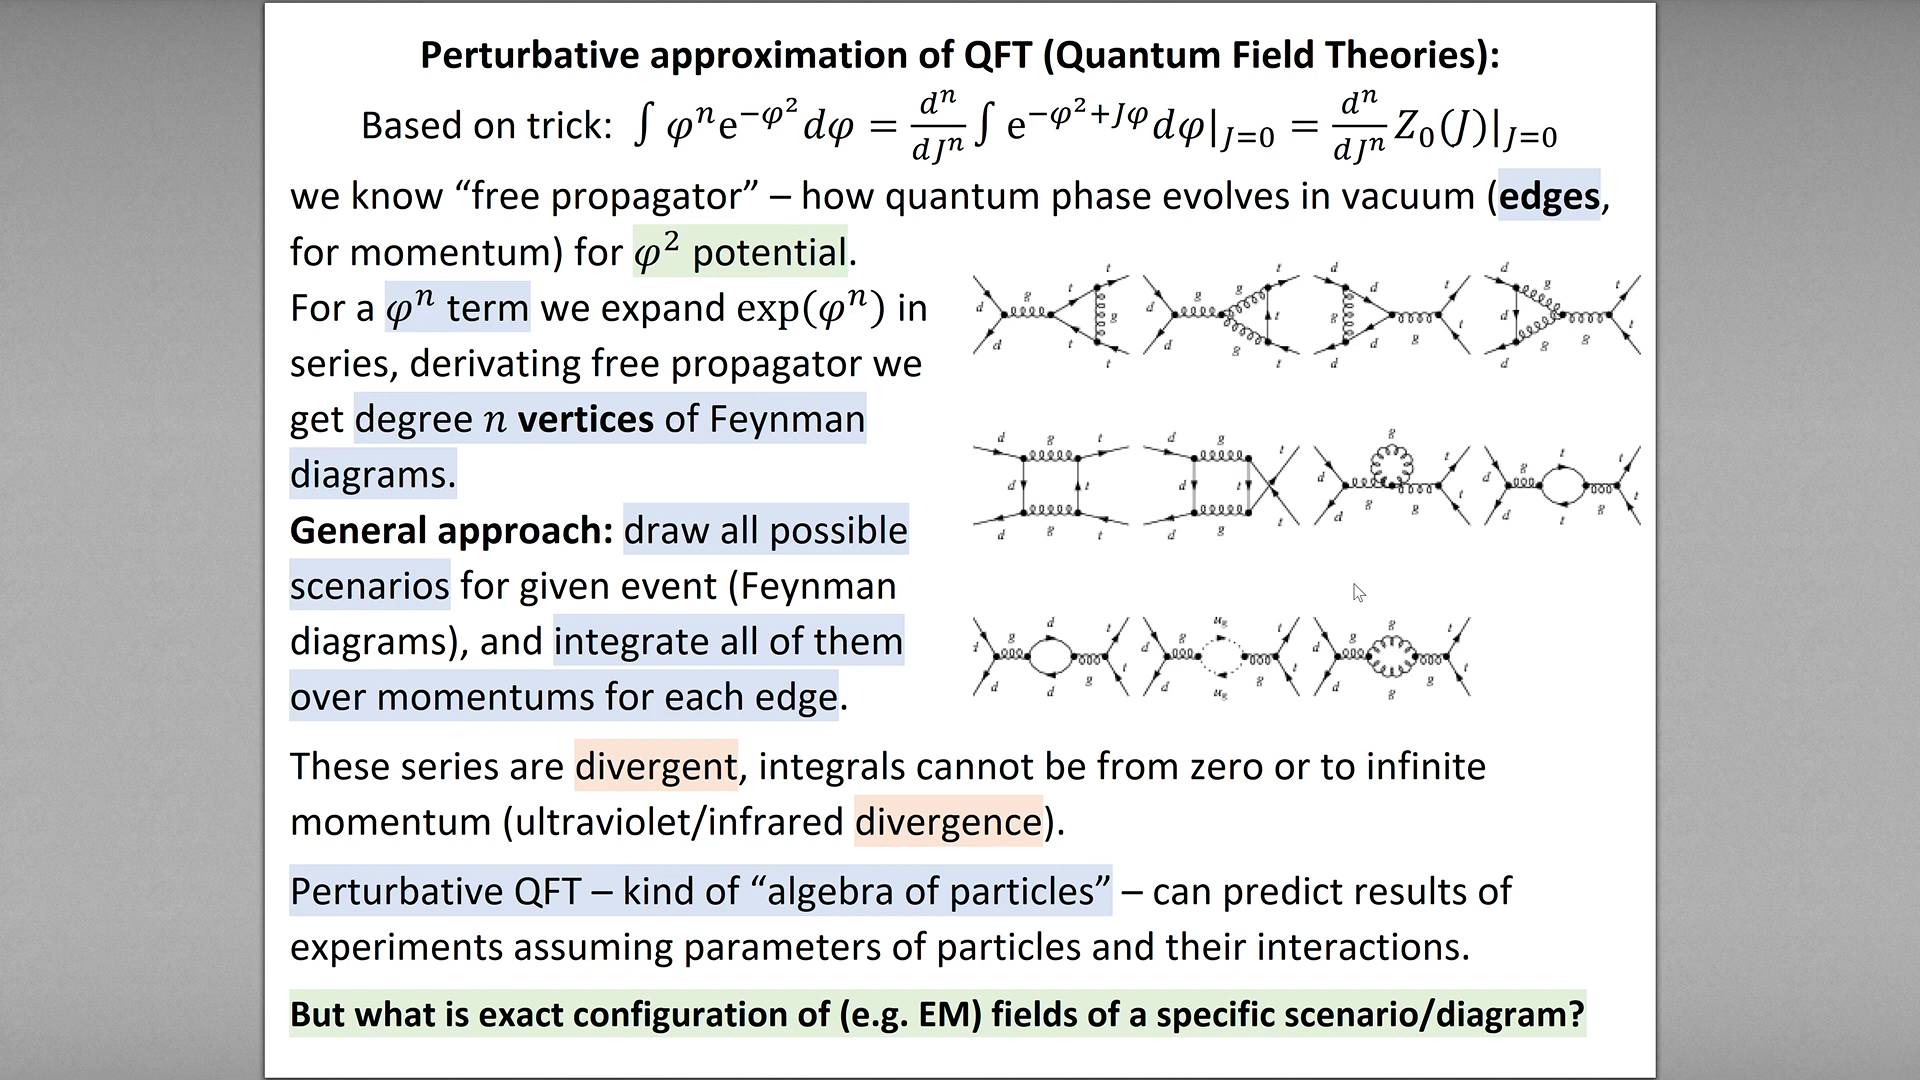 Perturbative approximation of QFT (Quantum Field Theories):
Based on trick: ∫ φⁿe^{−φ²}dφ = dⁿ/dJⁿ ∫ e^{−φ²+Jφ}dφ|_{J=0} = dⁿ/dJⁿ Z₀(J)|_{J=0}
we know “free propagator” – how quantum phase evolves in vacuum (edges,
for momentum) for φ² potential.
For a φⁿ term we expand exp(φⁿ) in
series, derivating free propagator we
get degree n vertices of Feynman
diagrams.
General approach: draw all possible
scenarios for given event (Feynman
diagrams), and integrate all of them
over momentums for each edge.
d d g t t g t
d d g g g t t t
d d g d d g t t
d d d g g g t t
d g t
d t
d g t
d g t
d t
d g t
d d g g g t t
d d g t t g t t
d g d d g t t
d d g u_g u_g g t t
d d g g g g t t
These series are divergent, integrals cannot be from zero or to infinite
momentum (ultraviolet/infrared divergence).
Perturbative QFT – kind of “algebra of particles” – can predict results of
experiments assuming parameters of particles and their interactions.
But what is exact configuration of (e.g. EM) fields of a specific scenario/diagram?